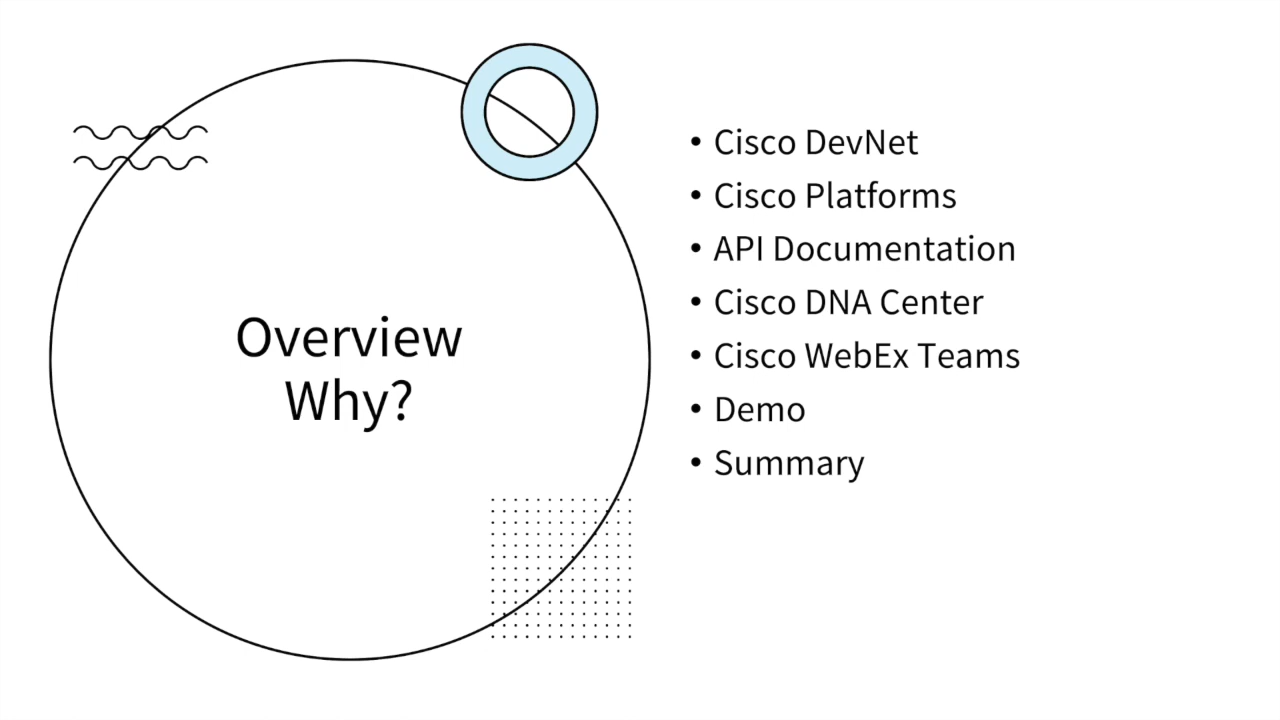 Overview
Why?
• Cisco DevNet
• Cisco Platforms
• API Documentation
• Cisco DNA Center
• Cisco WebEx Teams
• Demo
• Summary